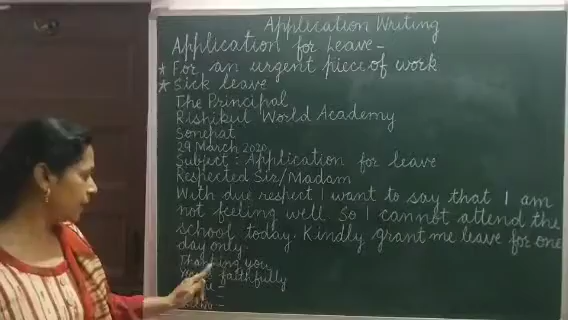 Application Writing
Application for Leave -
* For an urgent piece of work
* Sick leave
The Principal
Rishikul World Academy
Sonepat
29 March 2020
Subject : Application for leave
Respected Sir/Madam
With due respect I want to say that I am
not feeling well so I cannot attend the
school today. Kindly grant me leave for one
day only.
Thanking you
faithfully